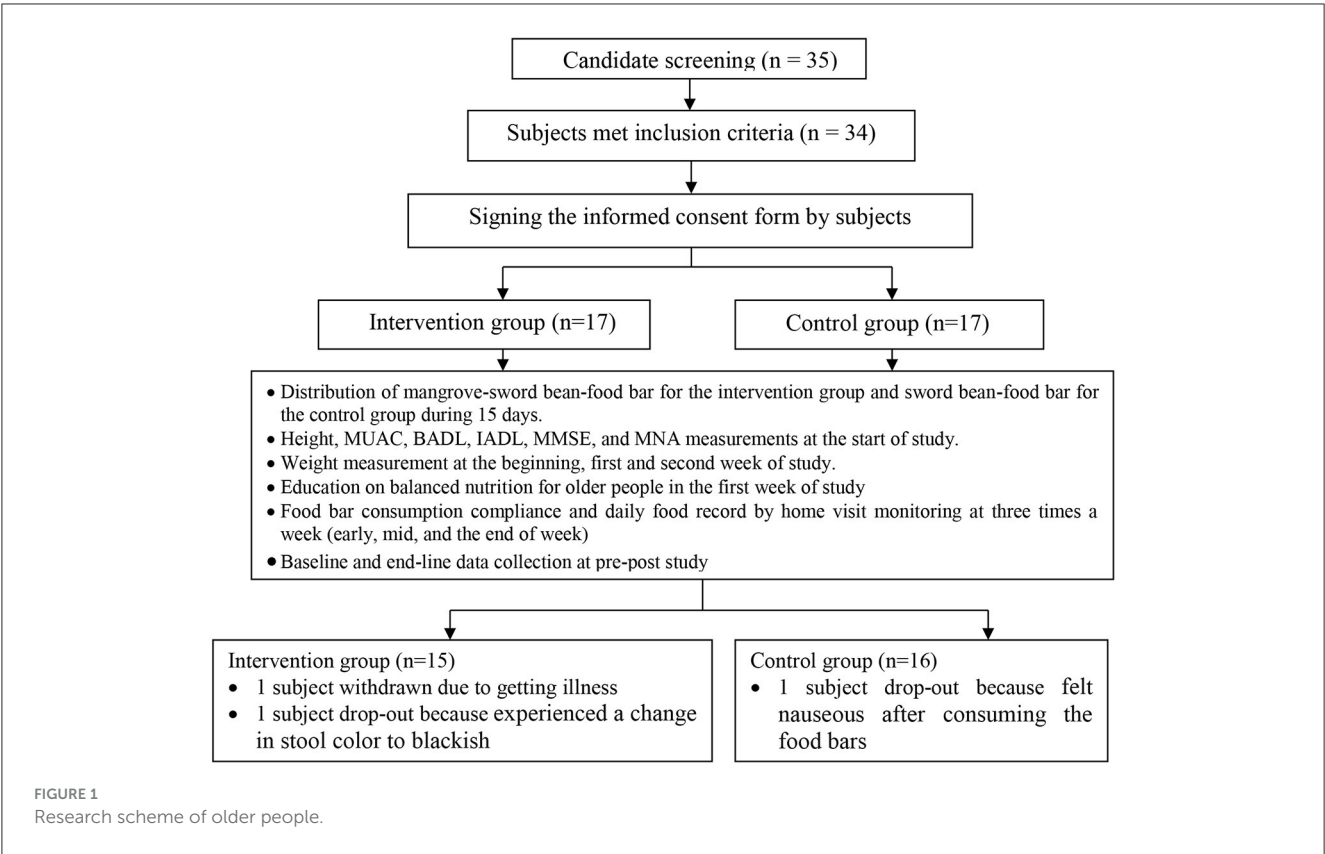 Candidate screening (n = 35)
Subjects met inclusion criteria (n = 34)
Signing the informed consent form by subjects
Intervention group (n=17)
Control group (n=17)
• Distribution of mangrove-sword bean-food bar for the intervention group and sword bean-food bar for
the control group during 15 days.
• Height, MUAC, BADL, IADL, MMSE, and MNA measurements at the start of study.
• Weight measurement at the beginning, first and second week of study.
• Education on balanced nutrition for older people in the first week of study
• Food bar consumption compliance and daily food record by home visit monitoring at three times a
week (early, mid, and the end of week)
• Baseline and end-line data collection at pre-post study
Intervention group (n=15)
• 1 subject withdrawn due to getting illness
• 1 subject drop-out because experienced a change
in stool color to blackish
Control group (n=16)
• 1 subject drop-out because felt
nauseous after consuming the
food bars
FIGURE 1
Research scheme of older people.